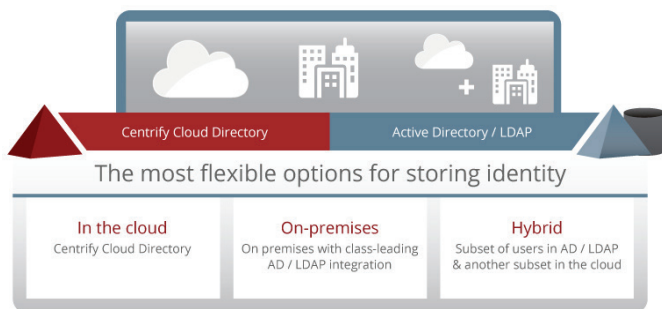 Centrify Cloud Directory
Active Directory / LDAP
The most flexible options for storing identity
In the cloud
Centrify Cloud Directory
On-premises
On premises with class-leading
AD / LDAP integration
Hybrid
Subset of users in AD / LDAP
& another subset in the cloud